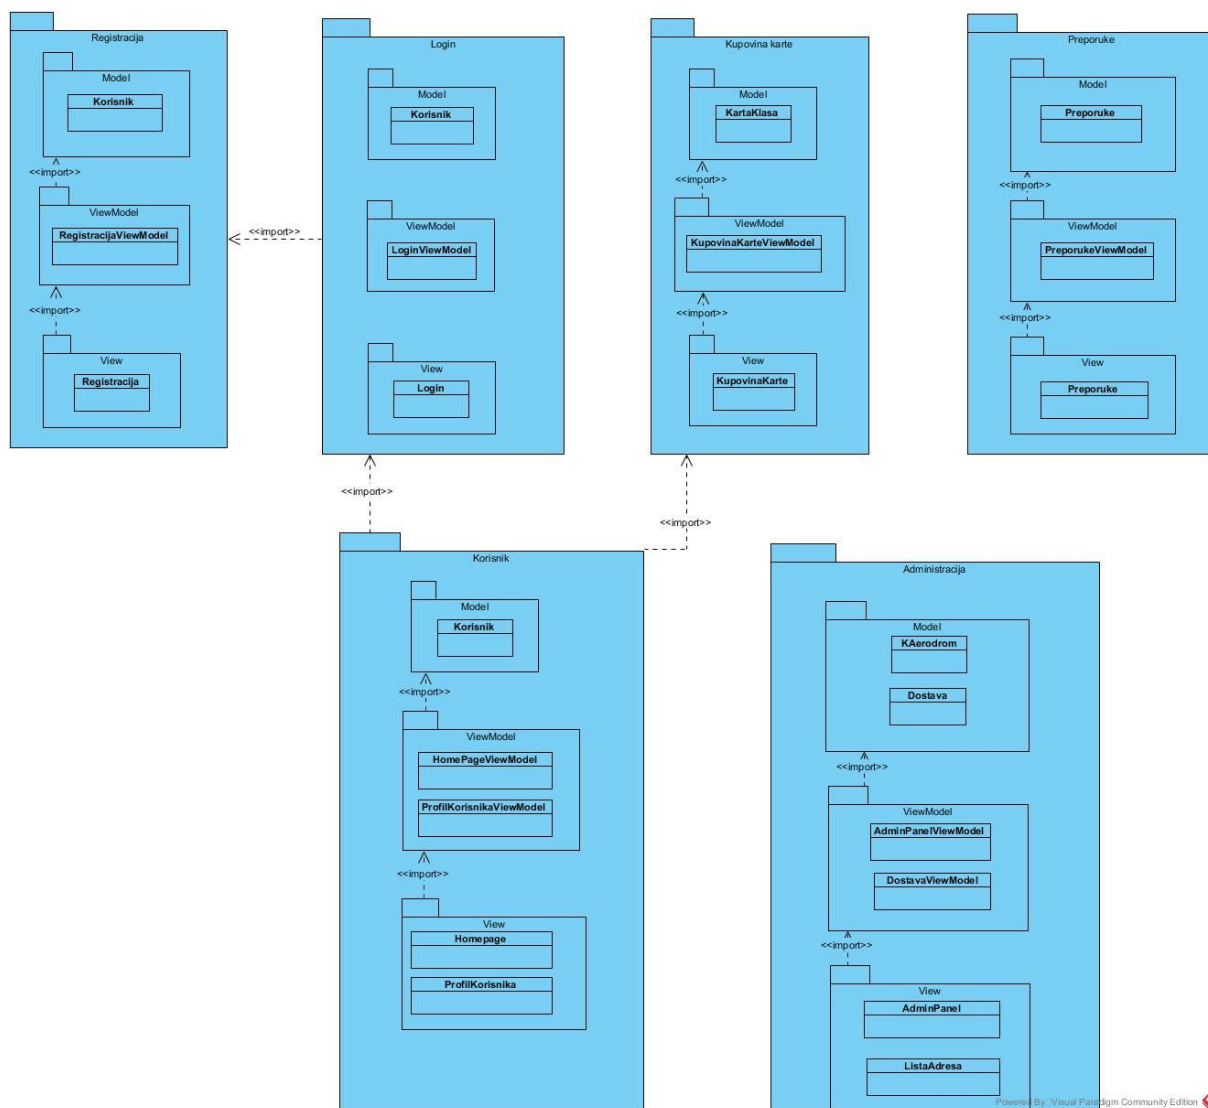 Registracija
Model
Korisnik
<<import>>
ViewModel
RegistracijaViewModel
<<import>>
View
Registracija
<<import>>
Login
Model
Korisnik
ViewModel
LoginViewModel
View
Login
Kupovina karte
Model
KartaKlasa
<<import>>
ViewModel
KupovinaKarteViewModel
<<import>>
View
KupovinaKarte
Preporuke
Model
Preporuke
<<import>>
ViewModel
PreporukeViewModel
<<import>>
View
Preporuke
<<import>>
<<import>>
Korisnik
Model
Korisnik
<<import>>
ViewModel
HomePageViewModel
ProfilKorisnikaViewModel
<<import>>
View
Homepage
ProfilKorisnika
Administracija
Model
KAerodrom
Dostava
<<import>>
ViewModel
AdminPanelViewModel
DostavaViewModel
<<import>>
View
AdminPanel
ListaAdresa
Powered By Visual Paradigm Community Edition